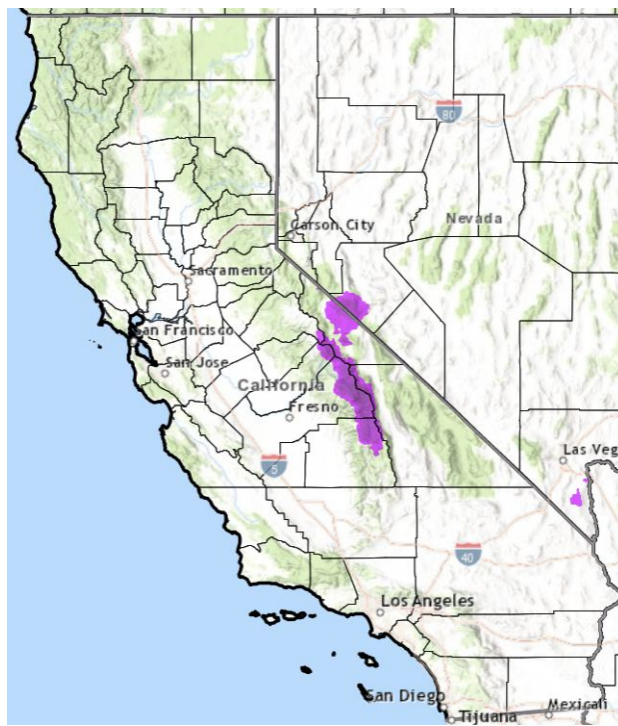 80
Nevada
Carson City
Sacramento
San Francisco
San Jose
California
Fresno
5
Las Veg
40
Los Angeles
San Diego
Tijuana
Mexicali